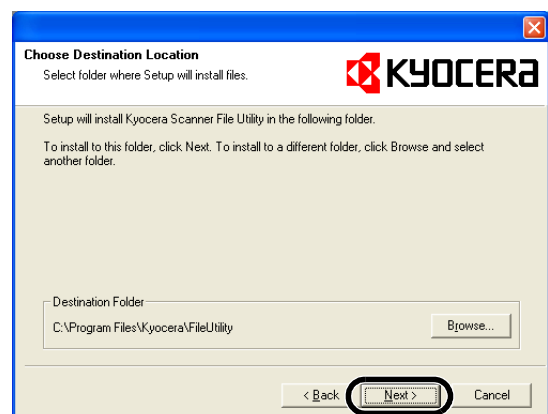 Choose Destination Location
Select folder where Setup will install files.
KYOCERA
Setup will install Kyocera Scanner File Utility in the following folder.
To install to this folder, click Next. To install to a different folder, click Browse and select
another folder.
Destination Folder
C:\Program Files\Kyocera\FileUtility
Browse...
< Back
Next >
Cancel